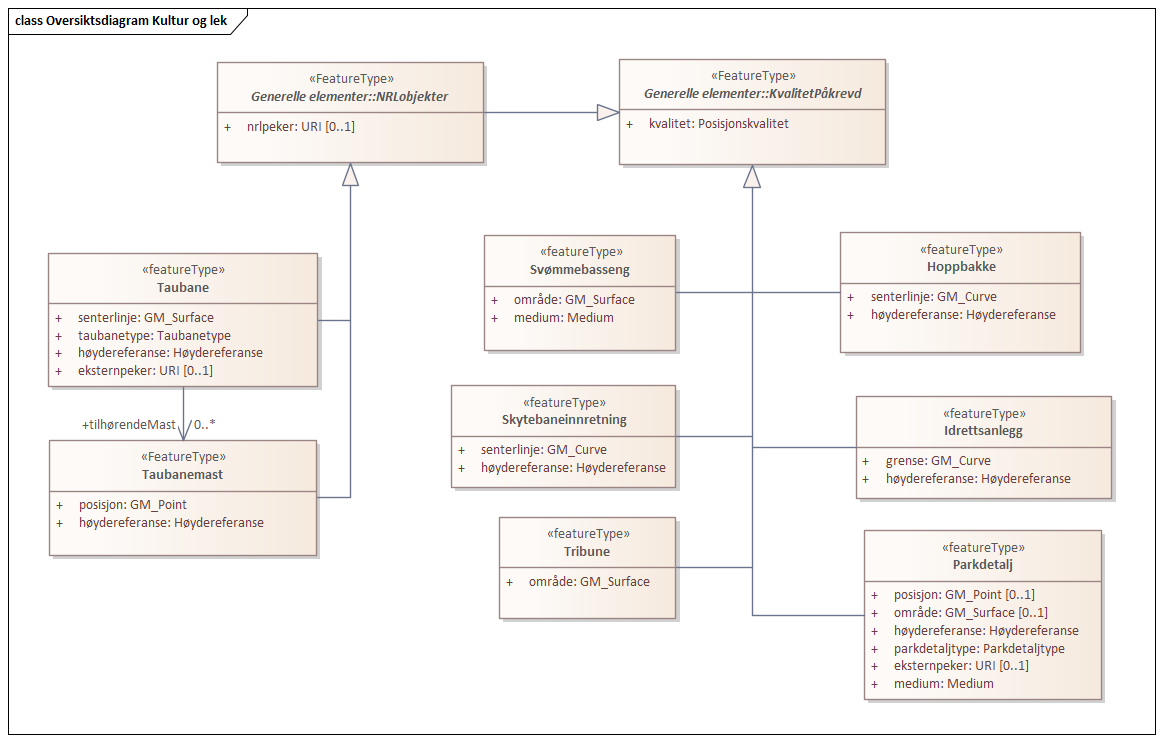 class Oversiktsdiagram Kultur og lek
«FeatureType»
Generelle elementer::NRLobjekter
+ nrlpeker: URI [0..1]
«FeatureType»
Generelle elementer::KvalitetPåkrevd
+ kvalitet: Posisjonskvalitet
«featureType»
Taubane
+ senterlinje: GM_Surface
+ taubanetype: Taubanetype
+ høydereferanse: Høydereferanse
+ eksternpeker: URI [0..1]
+tilhørendeMast 0..*
«FeatureType»
Taubanemast
+ posisjon: GM_Point
+ høydereferanse: Høydereferanse
«featureType»
Svømmebasseng
+ område: GM_Surface
+ medium: Medium
«featureType»
Hoppbakke
+ senterlinje: GM_Curve
+ høydereferanse: Høydereferanse
«featureType»
Skytebaneinnretning
+ senterlinje: GM_Curve
+ høydereferanse: Høydereferanse
«featureType»
Idrettsanlegg
+ grense: GM_Curve
+ høydereferanse: Høydereferanse
«featureType»
Tribune
+ område: GM_Surface
«featureType»
Parkdetalj
+ posisjon: GM_Point [0..1]
+ område: GM_Surface [0..1]
+ høydereferanse: Høydereferanse
+ parkdetaljtype: Parkdetaljtype
+ eksternpeker: URI [0..1]
+ medium: Medium